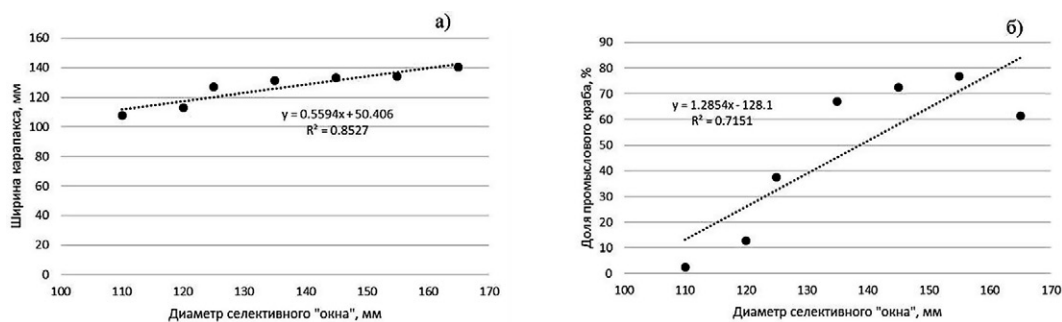 а)
Ширина карапакса, мм
160
140
120
100
80
60
40
20
0
y = 0.5594x + 50.406
R² = 0.8527
100 110 120 130 140 150 160 170
Диаметр селективного "окна", мм
б)
Доля промыслового краба, %
90
80
70
60
50
40
30
20
10
0
y = 1.2854x - 128.1
R² = 0.7151
100 110 120 130 140 150 160 170
Диаметр селективного "окна", мм